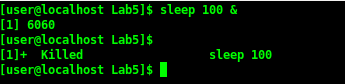 [user@localhost Lab5]$ sleep 100 &
[1] 6060
[user@localhost Lab5]$
[1]+  Killed                  sleep 100
[user@localhost Lab5]$